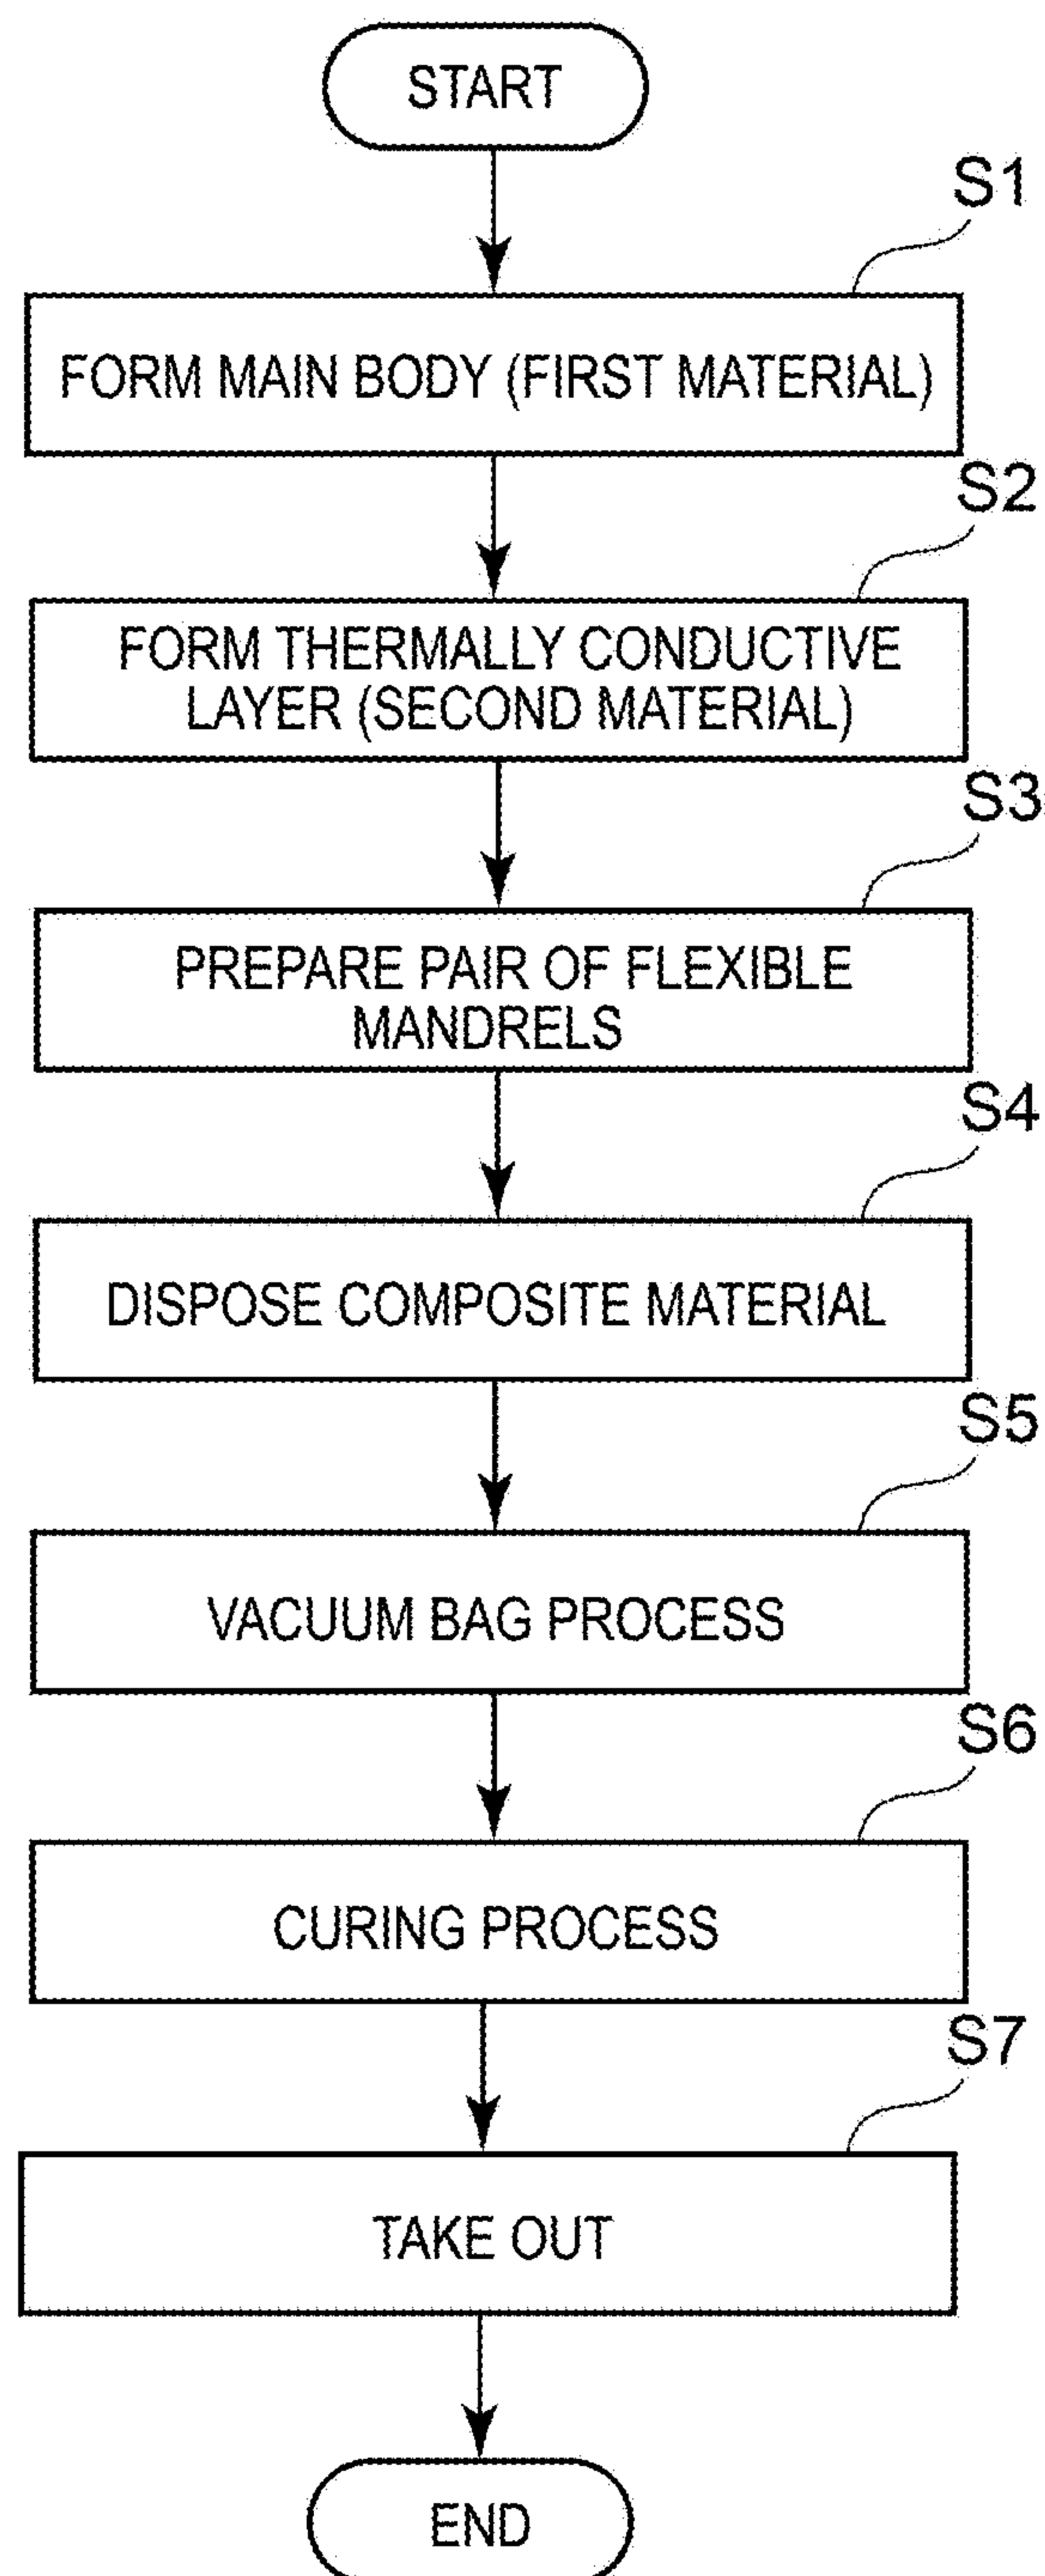 START
S1
FORM MAIN BODY (FIRST MATERIAL)
S2
FORM THERMALLY CONDUCTIVE
LAYER (SECOND MATERIAL)
S3
PREPARE PAIR OF FLEXIBLE
MANDRELS
S4
DISPOSE COMPOSITE MATERIAL
S5
VACUUM BAG PROCESS
S6
CURING PROCESS
S7
TAKE OUT
END